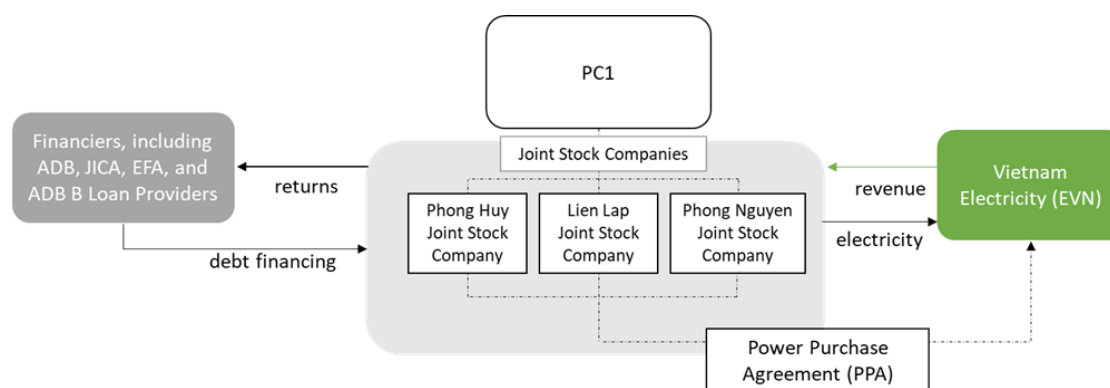 PC1
Financiers, including
ADB, JICA, EFA, and
ADB B Loan Providers
returns
debt financing
Joint Stock Companies
Phong Huy
Joint Stock
Company
Lien Lap
Joint Stock
Company
Phong Nguyen
Joint Stock
Company
revenue
electricity
Vietnam
Electricity (EVN)
Power Purchase
Agreement (PPA)